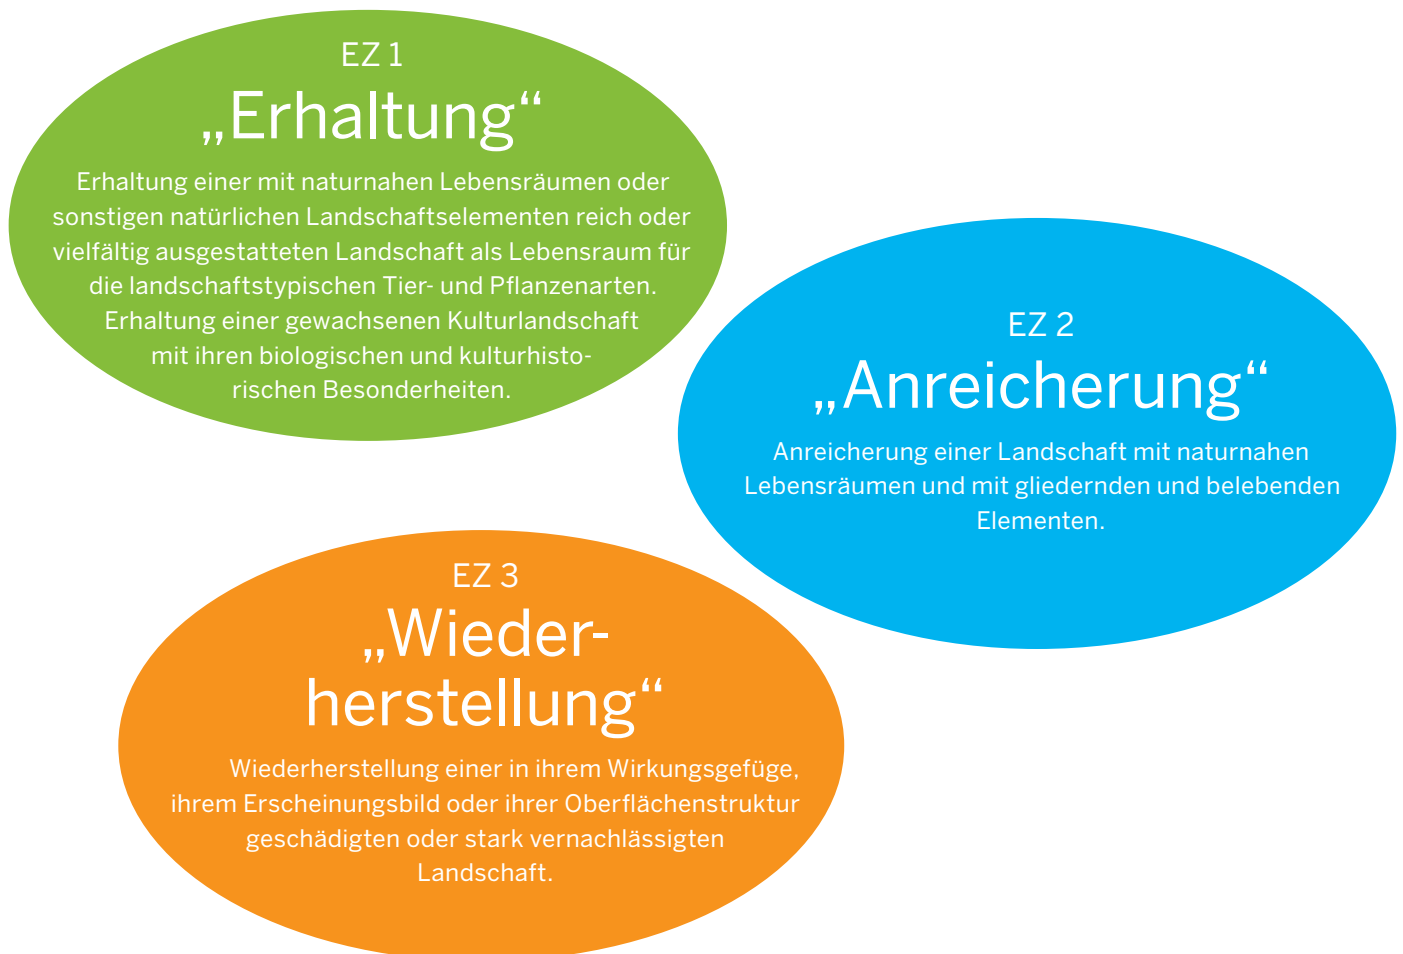 EZ 1
„Erhaltung“
Erhaltung einer mit naturnahen Lebensräumen oder
sonstigen natürlichen Landschaftselementen reich oder
vielfältig ausgestatteten Landschaft als Lebensraum für
die landschaftstypischen Tier- und Pflanzenarten.
Erhaltung einer gewachsenen Kulturlandschaft
mit ihren biologischen und kulturhisto-
rischen Besonderheiten.
EZ 2
„Anreicherung“
Anreicherung einer Landschaft mit naturnahen
Lebensräumen und mit gliedernden und belebenden
Elementen.
EZ 3
„Wieder-
herstellung“
Wiederherstellung einer in ihrem Wirkungsgefüge,
ihrem Erscheinungsbild oder ihrer Oberflächenstruktur
geschädigten oder stark vernachlässigten
Landschaft.